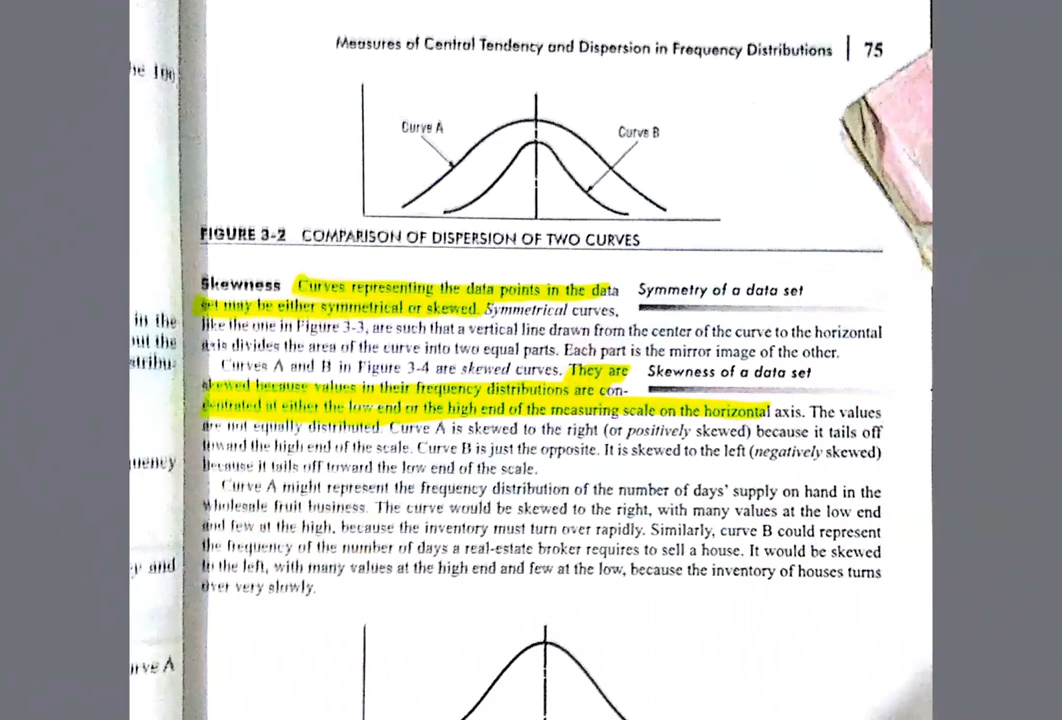 Measures of Central Tendency and Dispersion in Frequency Distributions | 75
Curve A
Curve B
FIGURE 3-2 COMPARISON OF DISPERSION OF TWO CURVES
Skewness Curves representing the data points in the data
set may be either symmetrical or skewed. Symmetrical curves,
Symmetry of a data set
like the one in Figure 3-3, are such that a vertical line drawn from the center of the curve to the horizontal
axis divides the area of the curve into two equal parts. Each part is the mirror image of the other.
Curves A and B in Figure 3-4 are skewed curves. They are
skewed because values in their frequency distributions are con-
Skewness of a data set
centrated at either the low end or the high end of the measuring scale on the horizontal axis. The values
are not equally distributed. Curve A is skewed to the right (or positively skewed) because it tails off
toward the high end of the scale. Curve B is just the opposite. It is skewed to the left (negatively skewed)
because it tails off toward the low end of the scale.
Curve A might represent the frequency distribution of the number of days' supply on hand in the
wholesale fruit business. The curve would be skewed to the right, with many values at the low end
and few at the high, because the inventory must turn over rapidly. Similarly, curve B could represent
the frequency of the number of days a real-estate broker requires to sell a house. It would be skewed
to the left, with many values at the high end and few at the low, because the inventory of houses turns
over very slowly.
in the
and